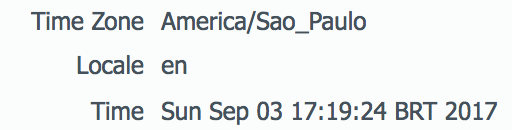 Time Zone America/Sao_Paulo
Locale en
Time Sun Sep 03 17:19:24 BRT 2017